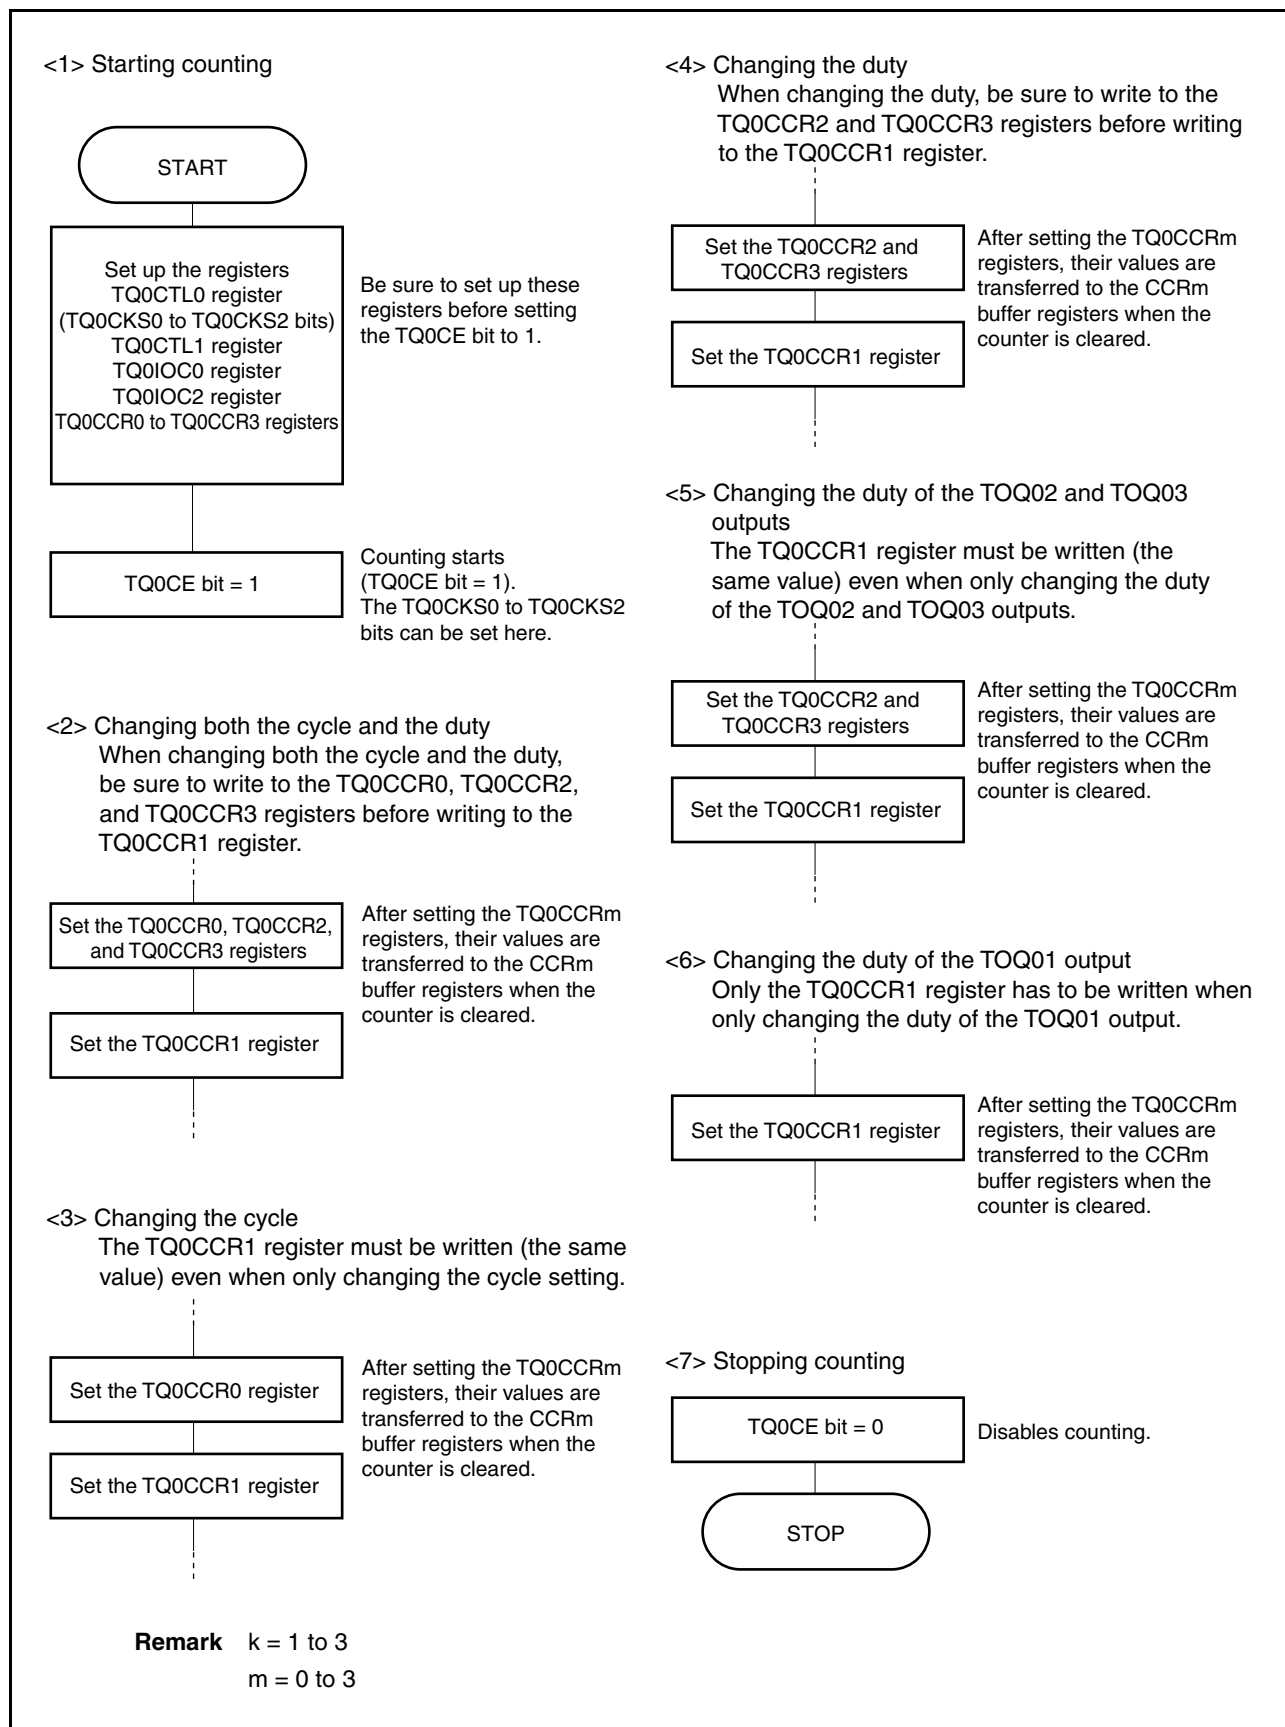 <1> Starting counting
START
Set up the registers
TQ0CTL0 register
(TQ0CKS0 to TQ0CKS2 bits)
TQ0CTL1 register
TQ0IOC0 register
TQ0IOC2 register
TQ0CCR0 to TQ0CCR3 registers
Be sure to set up these
registers before setting
the TQ0CE bit to 1.
TQ0CE bit = 1
Counting starts
(TQ0CE bit = 1).
The TQ0CKS0 to TQ0CKS2
bits can be set here.
<2> Changing both the cycle and the duty
When changing both the cycle and the duty,
be sure to write to the TQ0CCR0, TQ0CCR2,
and TQ0CCR3 registers before writing to the
TQ0CCR1 register.
Set the TQ0CCR0, TQ0CCR2,
and TQ0CCR3 registers
After setting the TQ0CCRm
registers, their values are
transferred to the CCRm
buffer registers when the
counter is cleared.
Set the TQ0CCR1 register
<3> Changing the cycle
The TQ0CCR1 register must be written (the same
value) even when only changing the cycle setting.
Set the TQ0CCR0 register
After setting the TQ0CCRm
registers, their values are
transferred to the CCRm
buffer registers when the
counter is cleared.
Set the TQ0CCR1 register
<4> Changing the duty
When changing the duty, be sure to write to the
TQ0CCR2 and TQ0CCR3 registers before writing
to the TQ0CCR1 register.
Set the TQ0CCR2 and
TQ0CCR3 registers
After setting the TQ0CCRm
registers, their values are
transferred to the CCRm
buffer registers when the
counter is cleared.
Set the TQ0CCR1 register
<5> Changing the duty of the TOQ02 and TOQ03
outputs
The TQ0CCR1 register must be written (the
same value) even when only changing the duty
of the TOQ02 and TOQ03 outputs.
Set the TQ0CCR2 and
TQ0CCR3 registers
After setting the TQ0CCRm
registers, their values are
transferred to the CCRm
buffer registers when the
counter is cleared.
Set the TQ0CCR1 register
<6> Changing the duty of the TOQ01 output
Only the TQ0CCR1 register has to be written when
only changing the duty of the TOQ01 output.
Set the TQ0CCR1 register
After setting the TQ0CCRm
registers, their values are
transferred to the CCRm
buffer registers when the
counter is cleared.
<7> Stopping counting
TQ0CE bit = 0
Disables counting.
STOP
Remark k = 1 to 3
m = 0 to 3